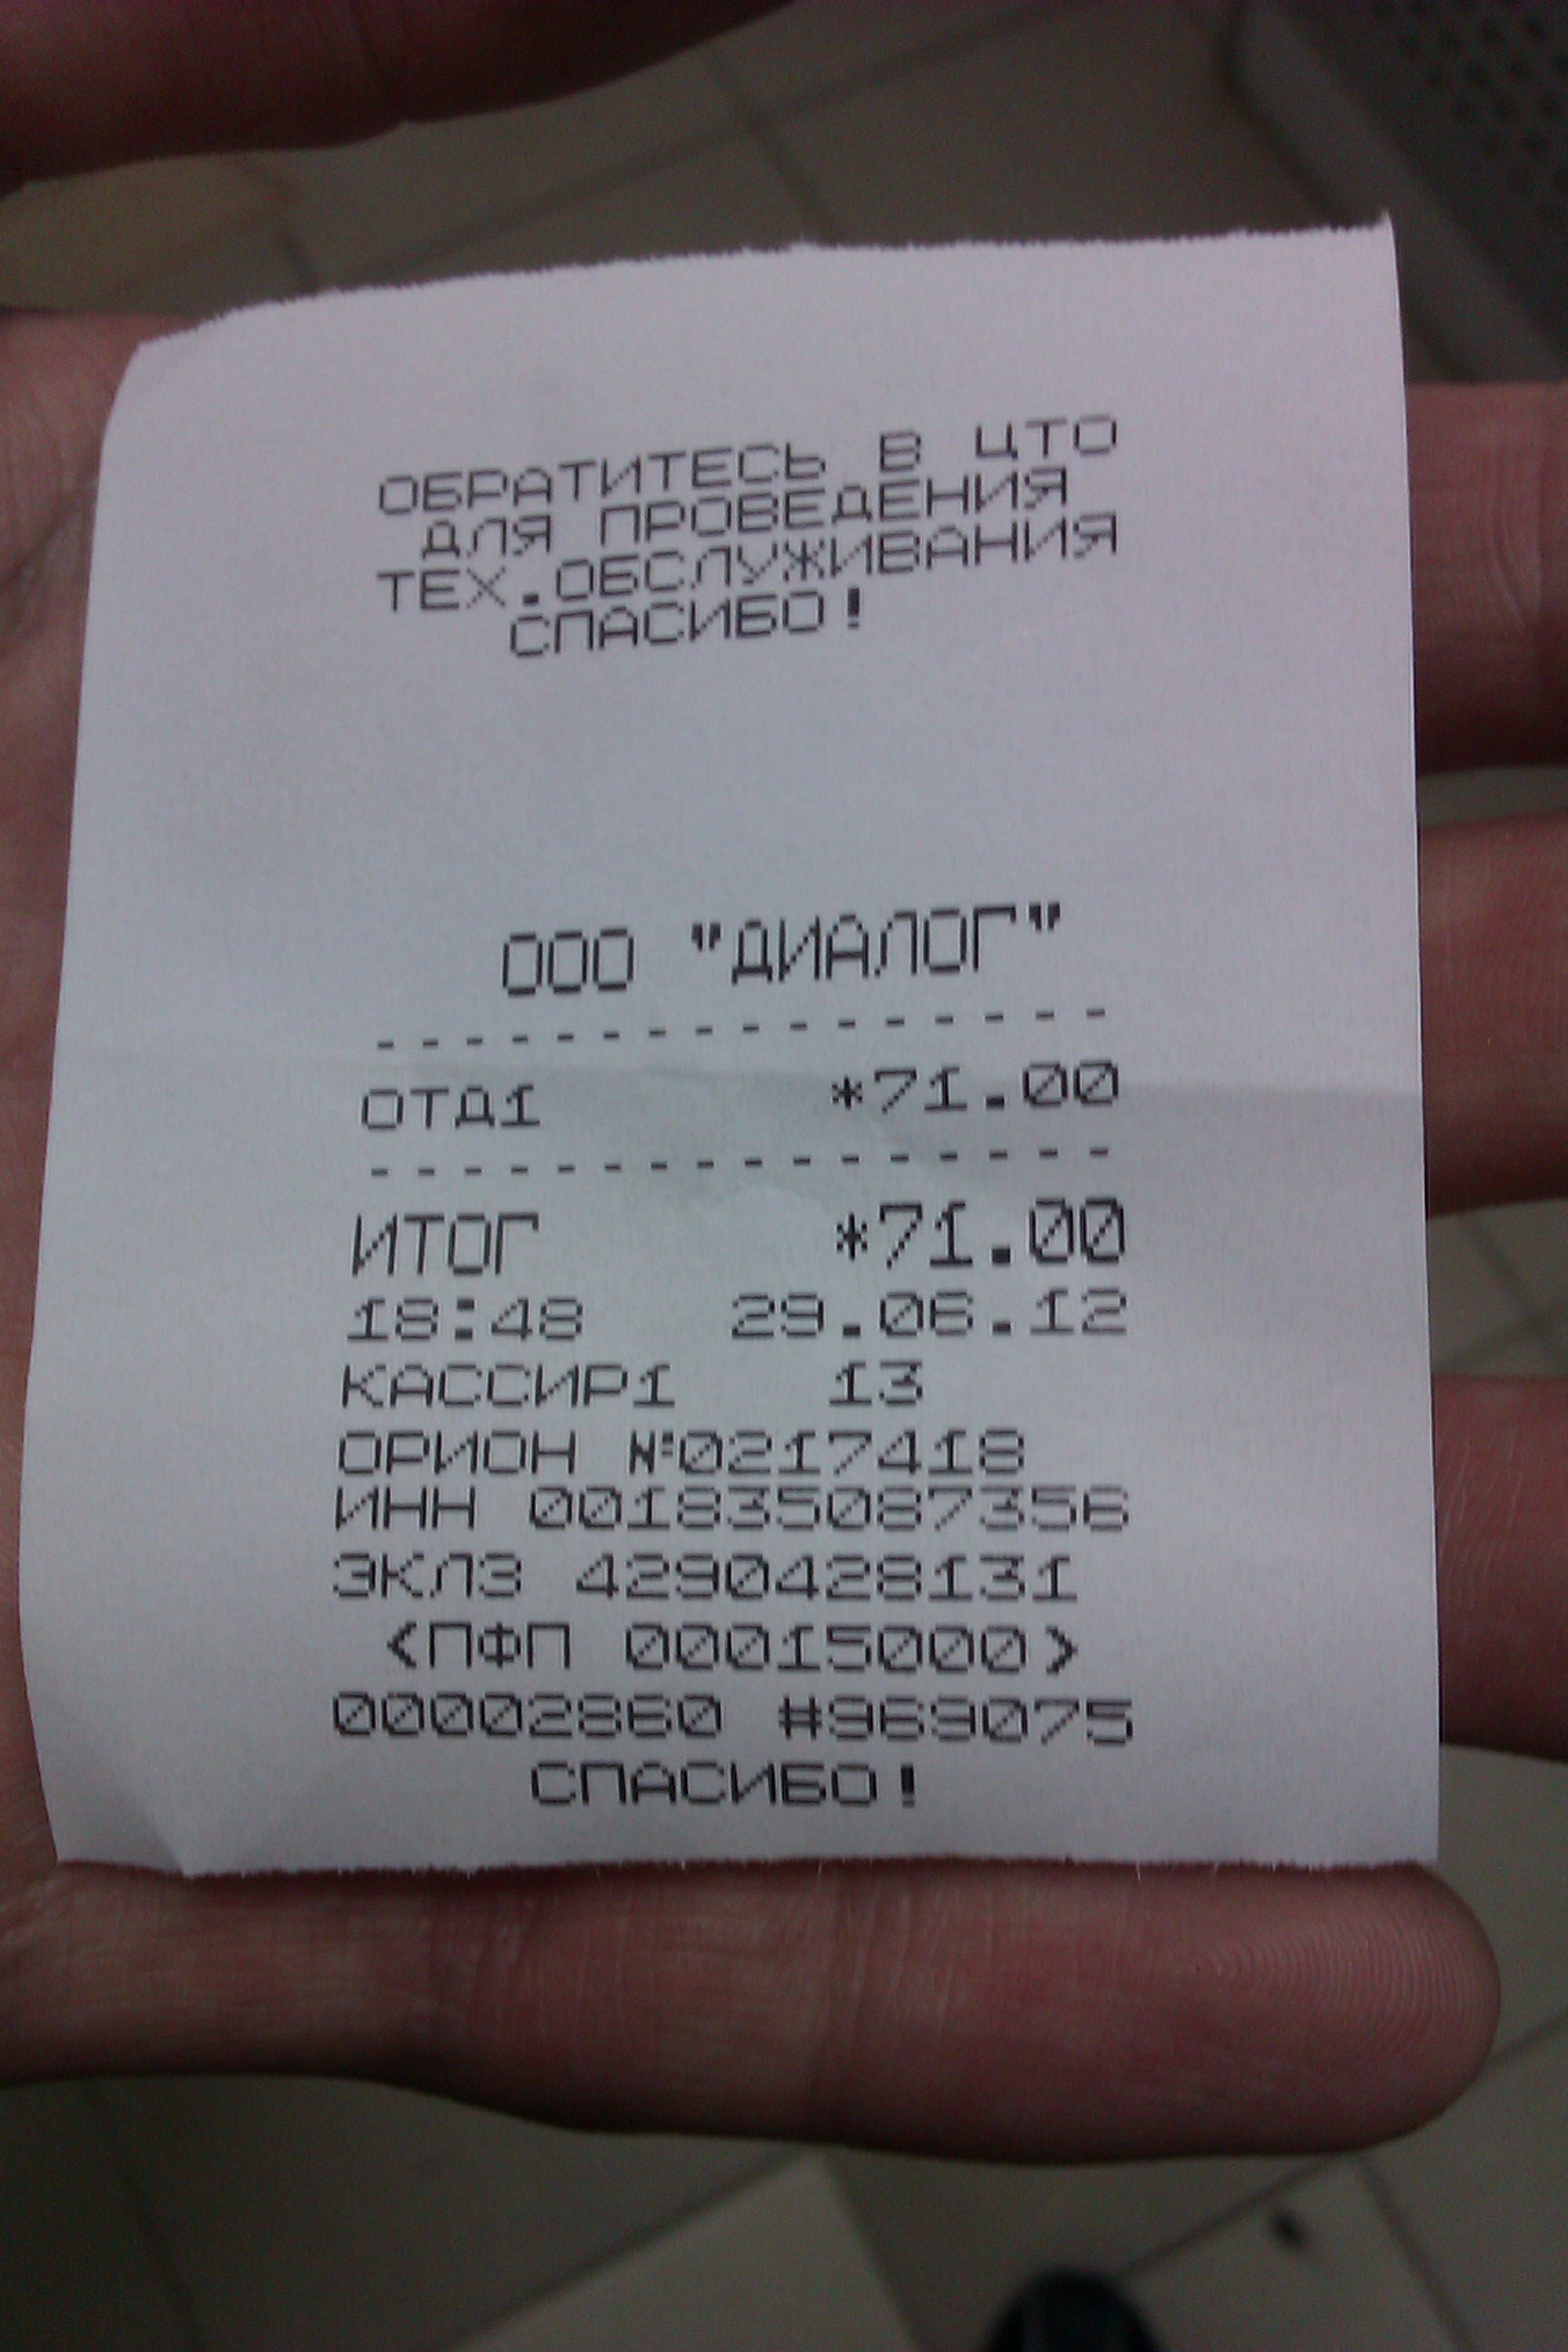 ОБРАТИТЕСЬ В ЦТО
ДЛЯ ПРОВЕДЕНИЯ
ТЕХ.ОБСЛУЖИВАНИЯ
СПАСИБО!
ООО "ДИАЛОГ"
- - - - - - - - - - - - - - - -
ОТД1 *71.00
- - - - - - - - - - - - - - - -
ИТОГ *71.00
18:48 29.06.12
КАССИР1 13
ОРИОН №0217418
ИНН 001835087356
ЭКЛЗ 4290428131
<ПФП 00015000>
00002860 #969075
СПАСИБО!